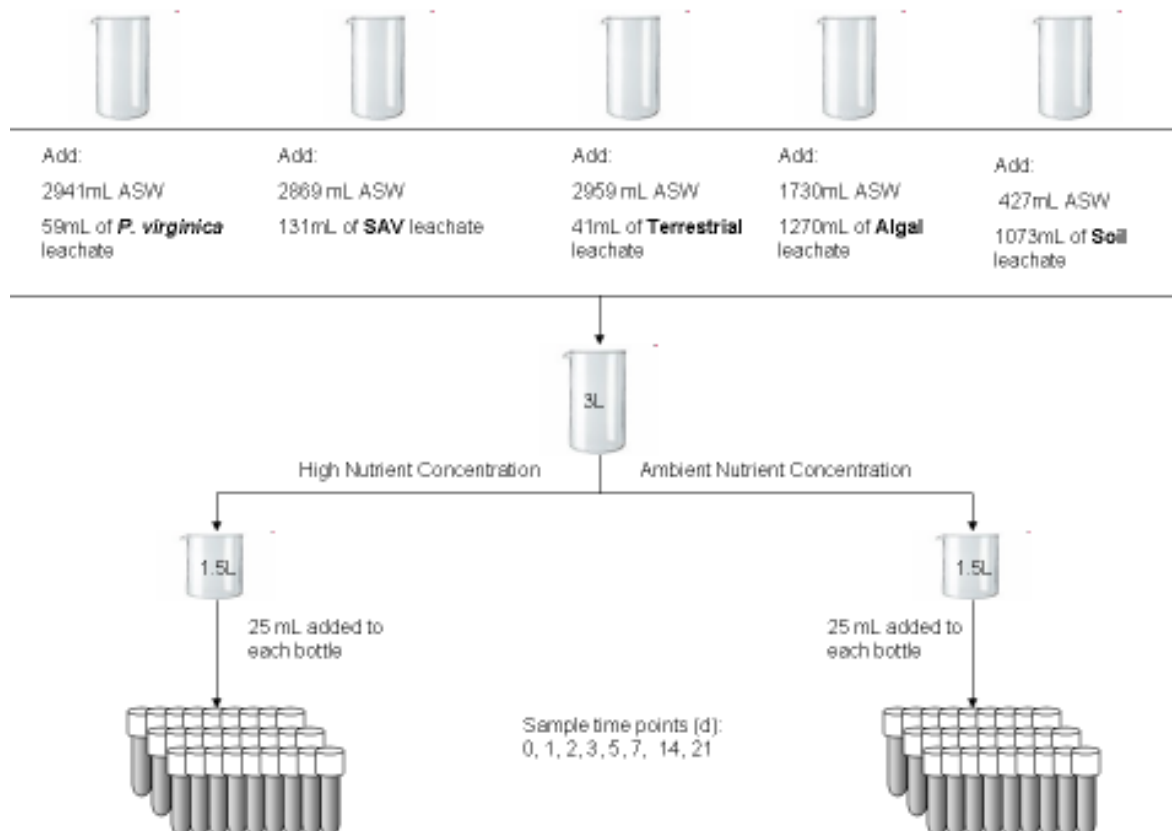 Add:
2941mL ASW
59mL of P. virginica
leachate
Add:
2869 mL ASW
131mL of SAV leachate
Add:
2959 mL ASW
41mL of Terrestrial
leachate
Add:
1730mL ASW
1270mL of Algal
leachate
Add:
427mL ASW
1073mL of Soil
leachate
3L
High Nutrient Concentration
Ambient Nutrient Concentration
1.5L
1.5L
25 mL added to
each bottle
25 mL added to
each bottle
Sample time points (d):
0, 1, 2, 3, 5, 7, 14, 21